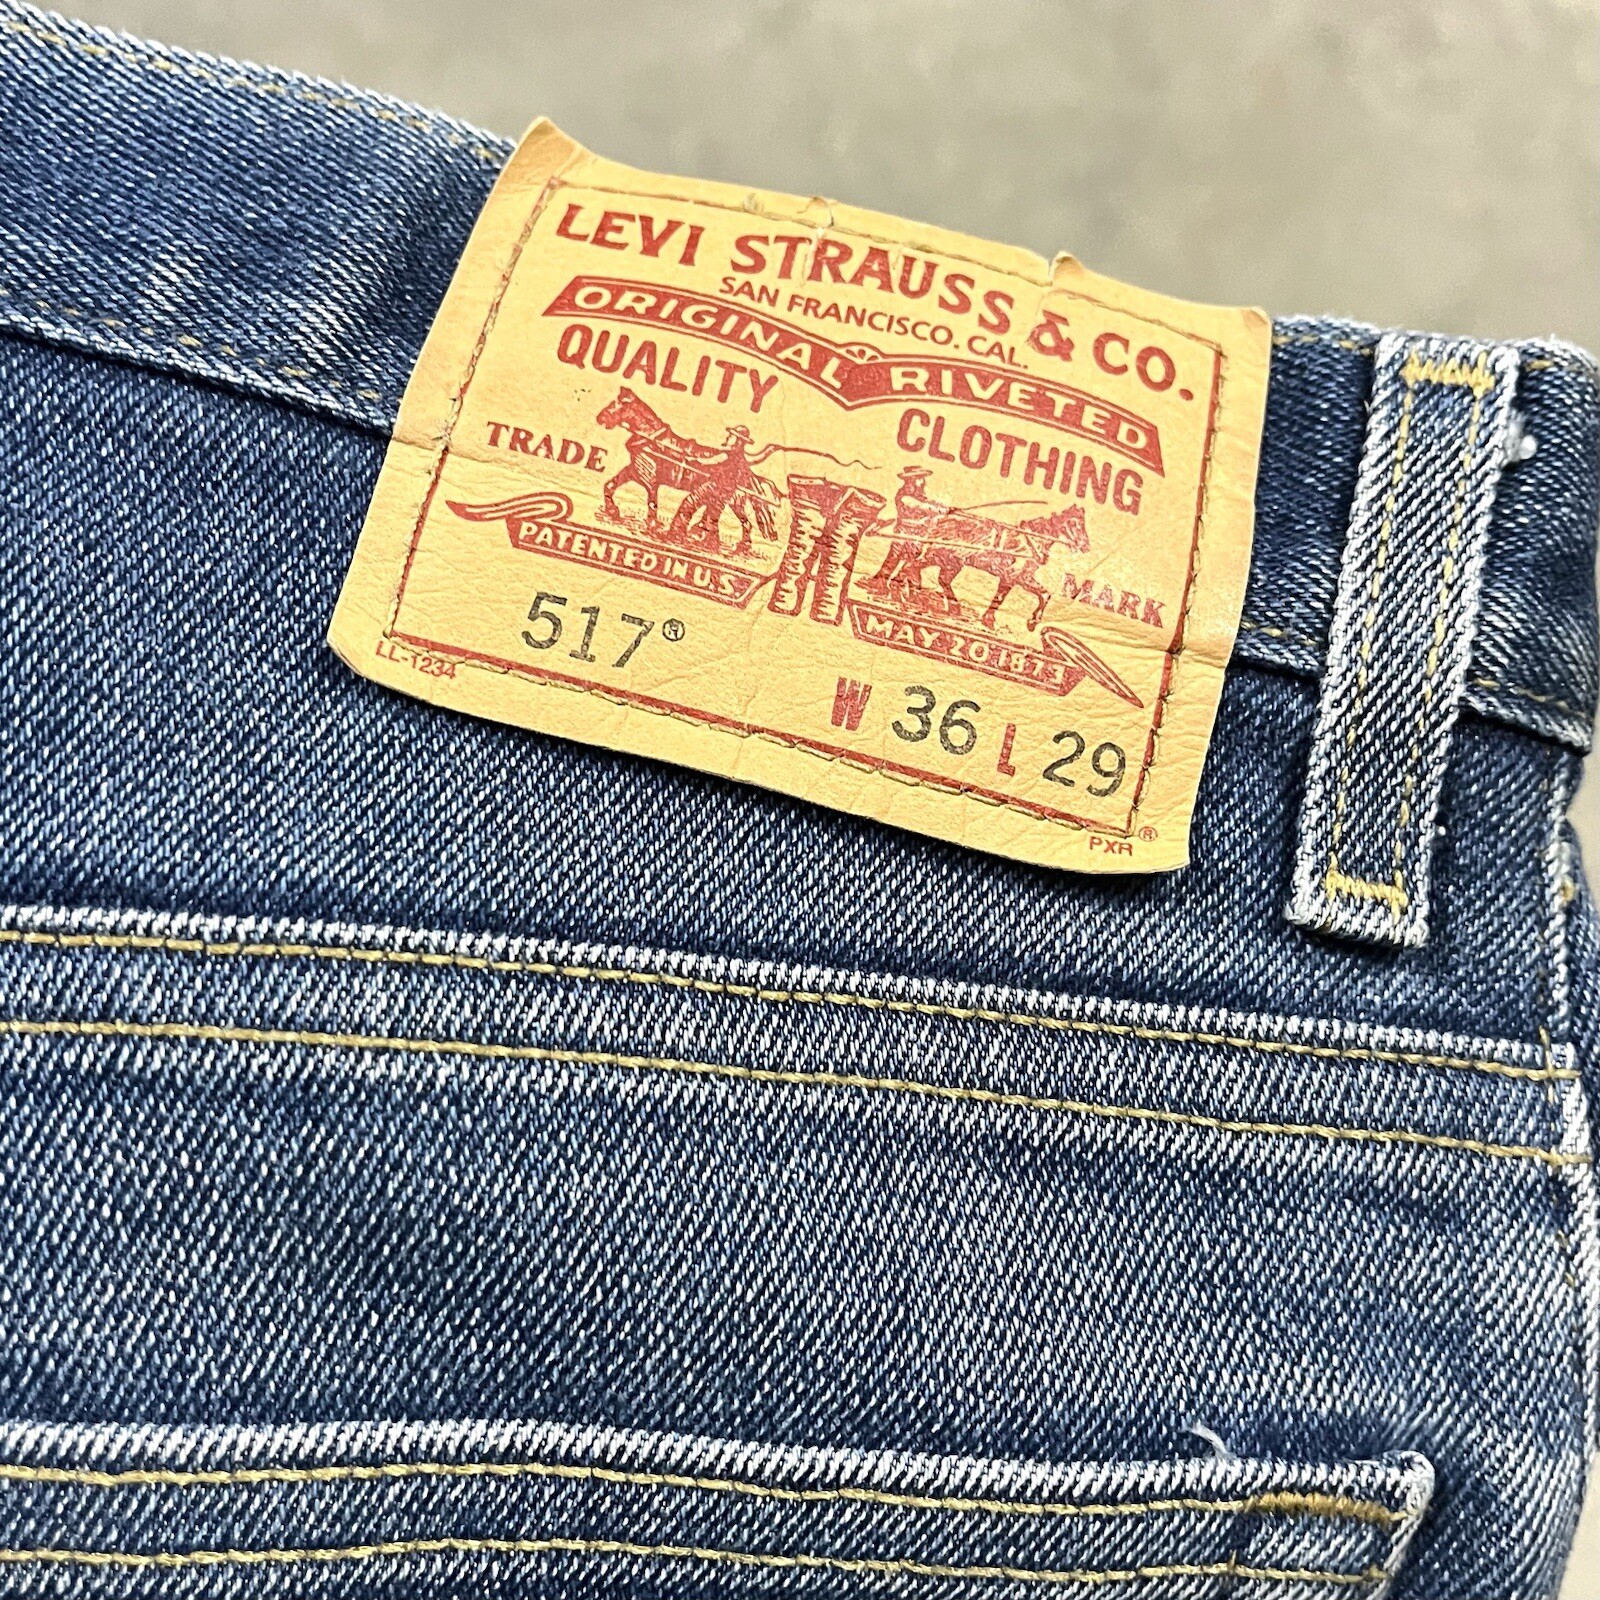 LEVI STRAUSS & CO.
SAN FRANCISCO. CAL.
ORIGINAL RIVETED
QUALITY CLOTHING
TRADE MARK
PATENTED IN U.S. MAY 20 1873
517®
W 36 L 29
LL-1234
PXR ®